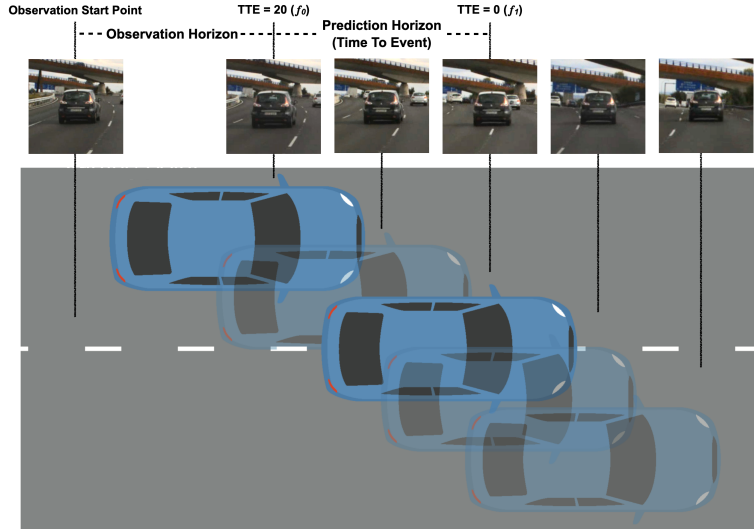 Observation Start Point
TTE = 20 (f₀)
TTE = 0 (f₁)
Observation Horizon
Prediction Horizon
(Time To Event)